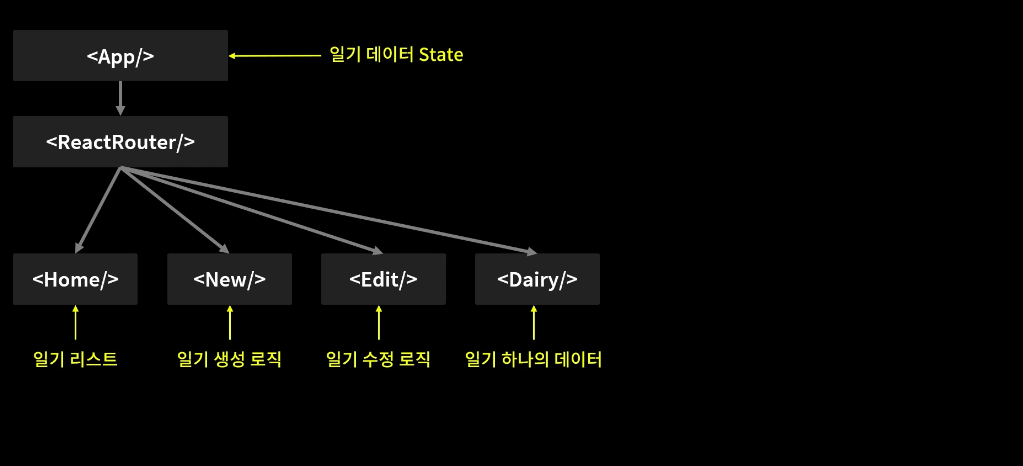 <App/>
일기 데이터 State
<ReactRouter/>
<Home/>
<New/>
<Edit/>
<Dairy/>
일기 리스트
일기 생성 로직
일기 수정 로직
일기 하나의 데이터